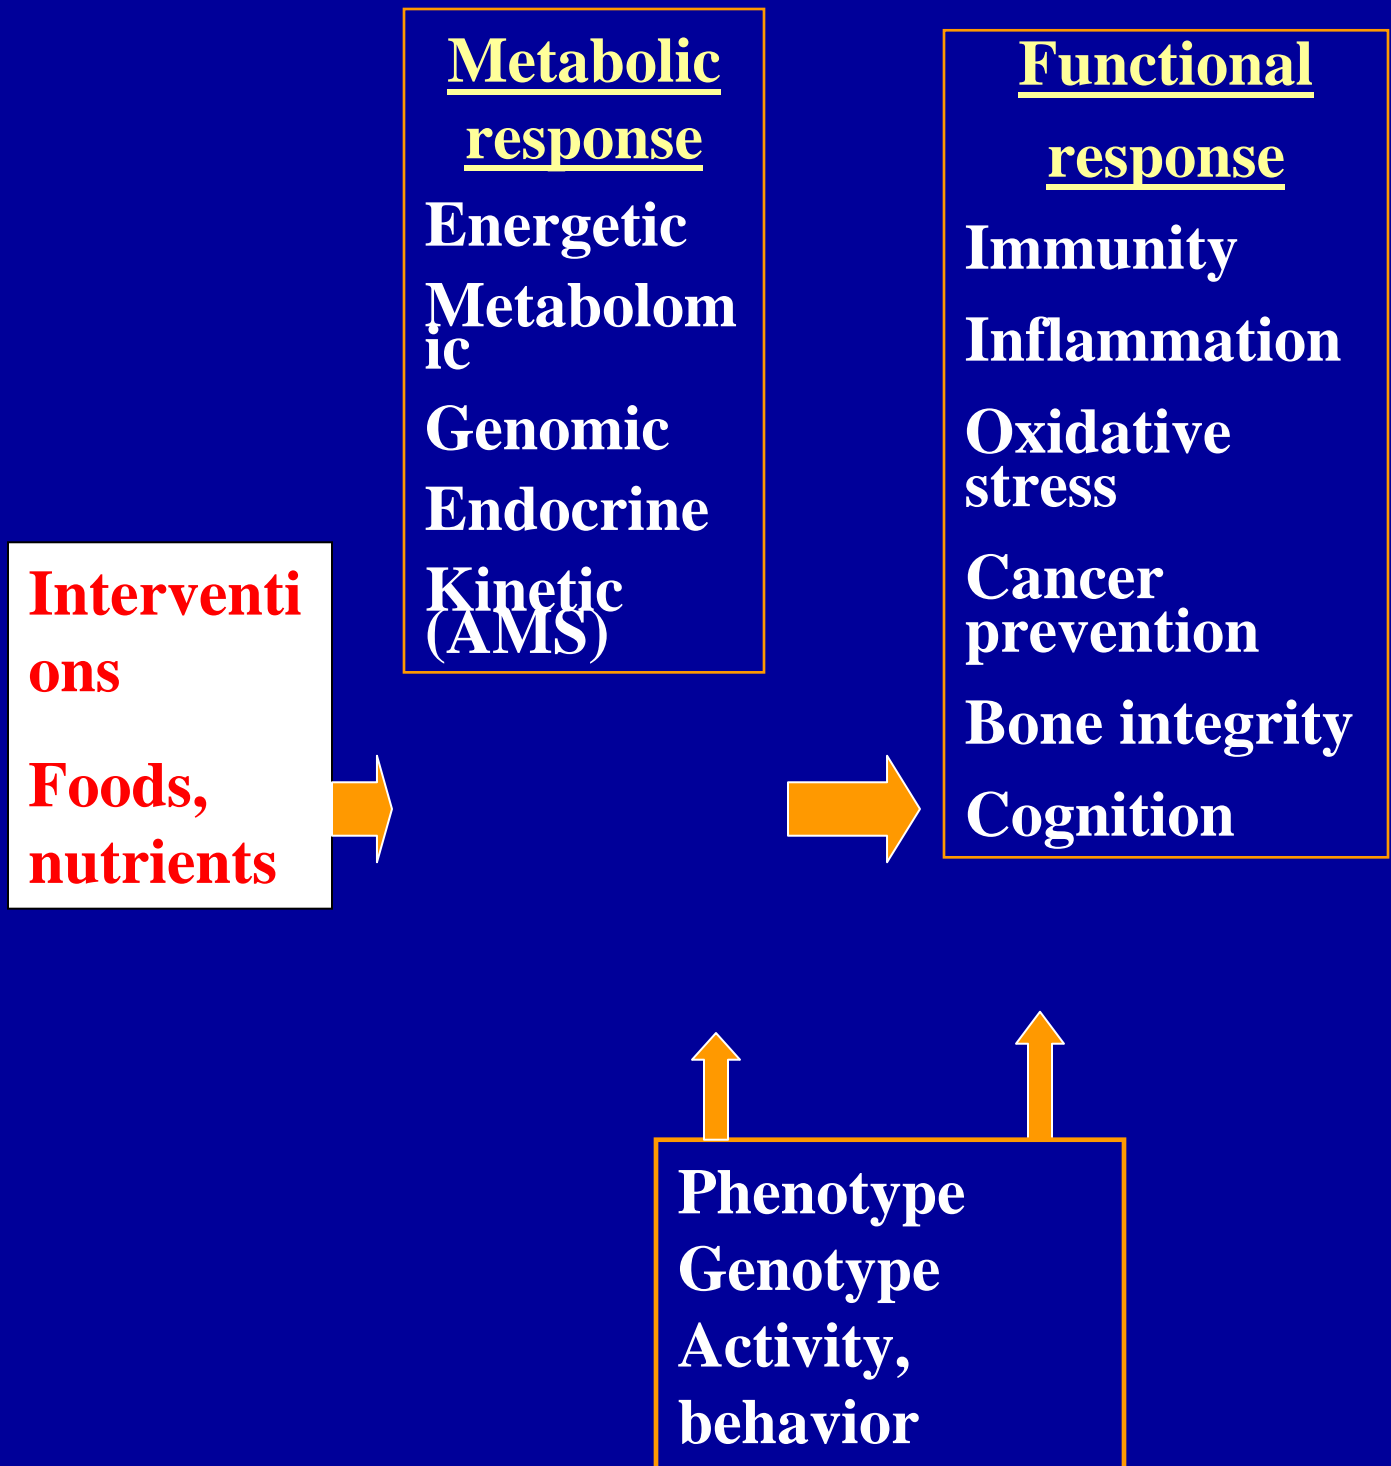 Metabolic
response
Energetic
Metabolom
ic
Genomic
Endocrine
Kinetic
(AMS)
Functional
response
Immunity
Inflammation
Oxidative
stress
Cancer
prevention
Bone integrity
Cognition
Interventi
ons
Foods,
nutrients
Phenotype
Genotype
Activity,
behavior